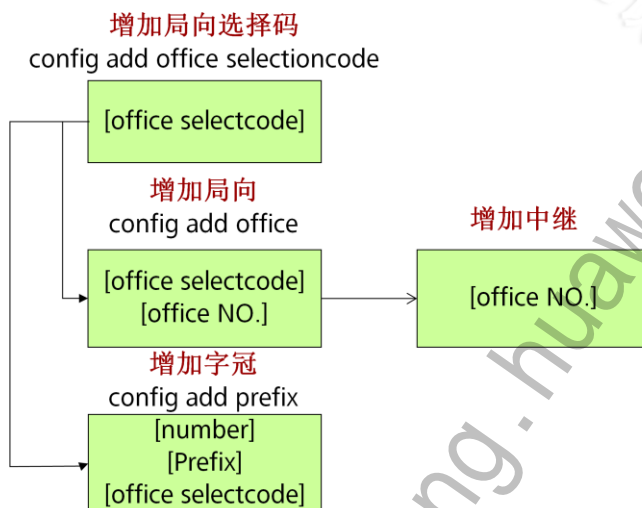 增加局向选择码
config add office selectioncode
[office selectcode]
增加局向
config add office
[office selectcode]
[office NO.]
增加中继
[office NO.]
增加字冠
config add prefix
[number]
[Prefix]
[office selectcode]
ng.huawe